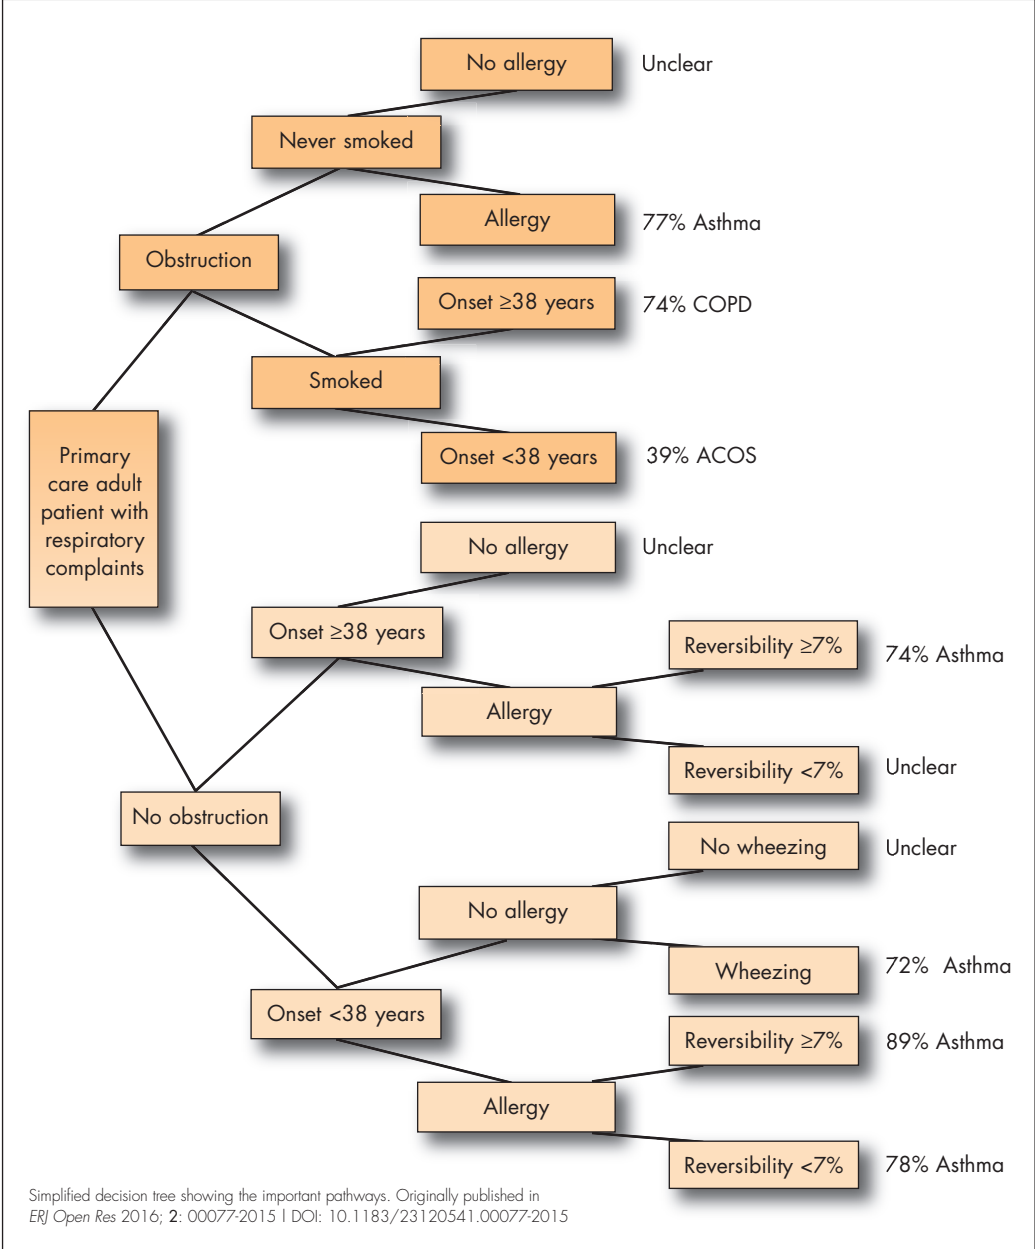 No allergy
Unclear
Never smoked
Allergy
77% Asthma
Obstruction
Onset ≥38 years
74% COPD
Smoked
Onset <38 years
39% ACOS
Primary
care adult
patient with
respiratory
complaints
No allergy
Unclear
Onset ≥38 years
Reversibility ≥7%
74% Asthma
Allergy
Reversibility <7%
Unclear
No obstruction
No wheezing
Unclear
No allergy
Wheezing
72% Asthma
Onset <38 years
Reversibility ≥7%
89% Asthma
Allergy
Reversibility <7%
78% Asthma
Simplified decision tree showing the important pathways. Originally published in
ERJ Open Res 2016; 2: 00077-2015 | DOI: 10.1183/23120541.00077-2015